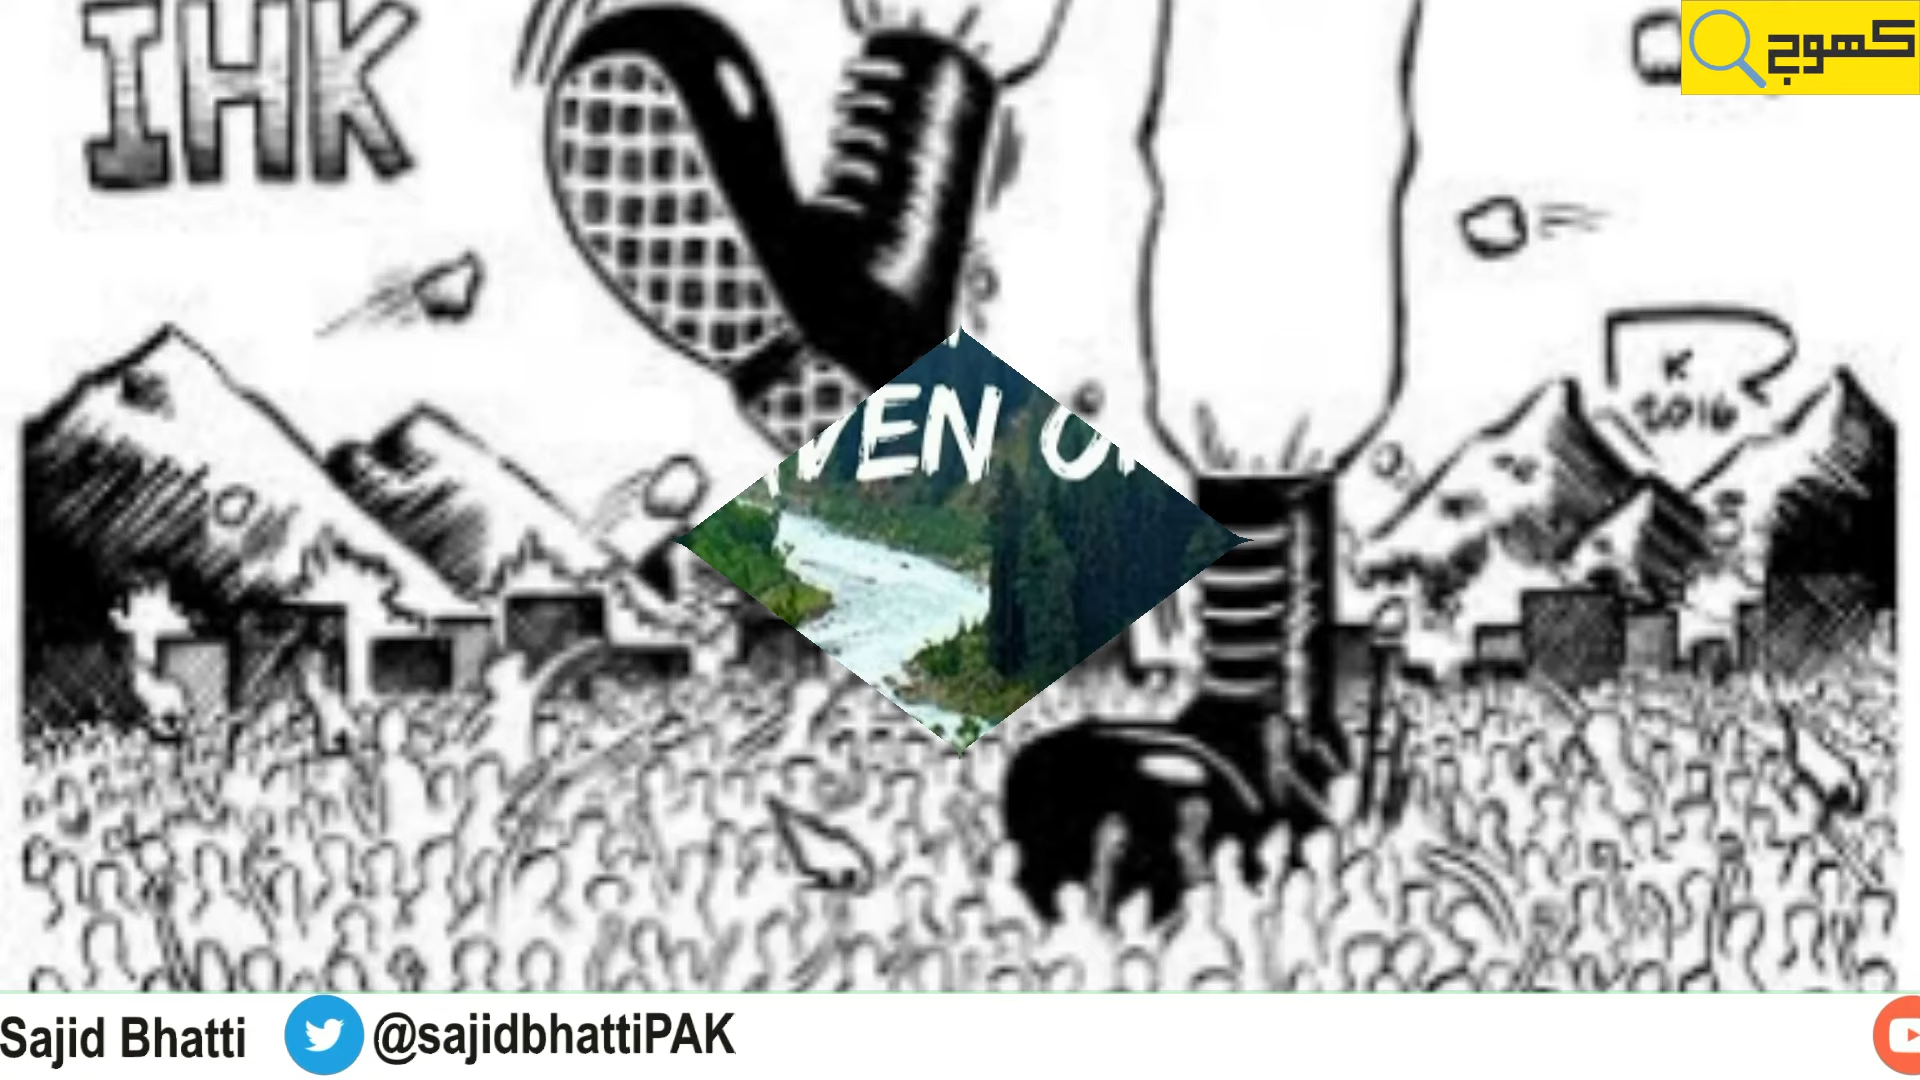 IHK
کھوج
2016
VEN O
Sajid Bhatti
@sajidbhattiPAK